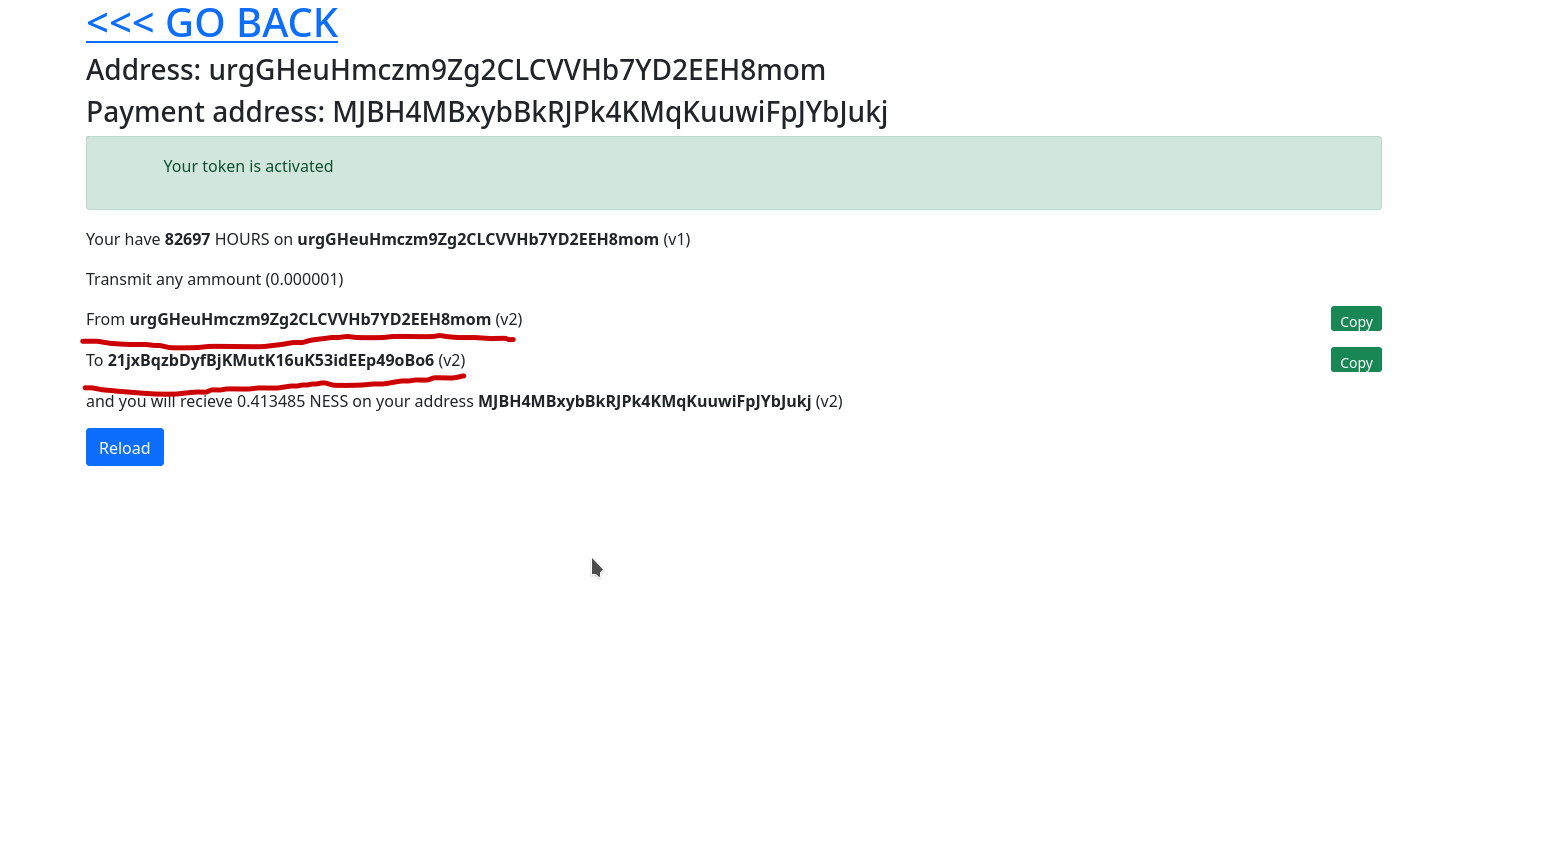 <<< GO BACK
Address: urgGHeuHmczm9Zg2CLCVVHb7YD2EEH8mom
Payment address: MJBH4MBxybBkRJPk4KMqKuuwiFpJYbJukj
Your token is activated
Your have 82697 HOURS on urgGHeuHmczm9Zg2CLCVVHb7YD2EEH8mom (v1)
Transmit any ammount (0.000001)
From urgGHeuHmczm9Zg2CLCVVHb7YD2EEH8mom (v2) Copy
To 21jxBqzbDyfBjKMutK16uK53idEEp49oBo6 (v2) Copy
and you will recieve 0.413485 NESS on your address MJBH4MBxybBkRJPk4KMqKuuwiFpJYbJukj (v2)
Reload